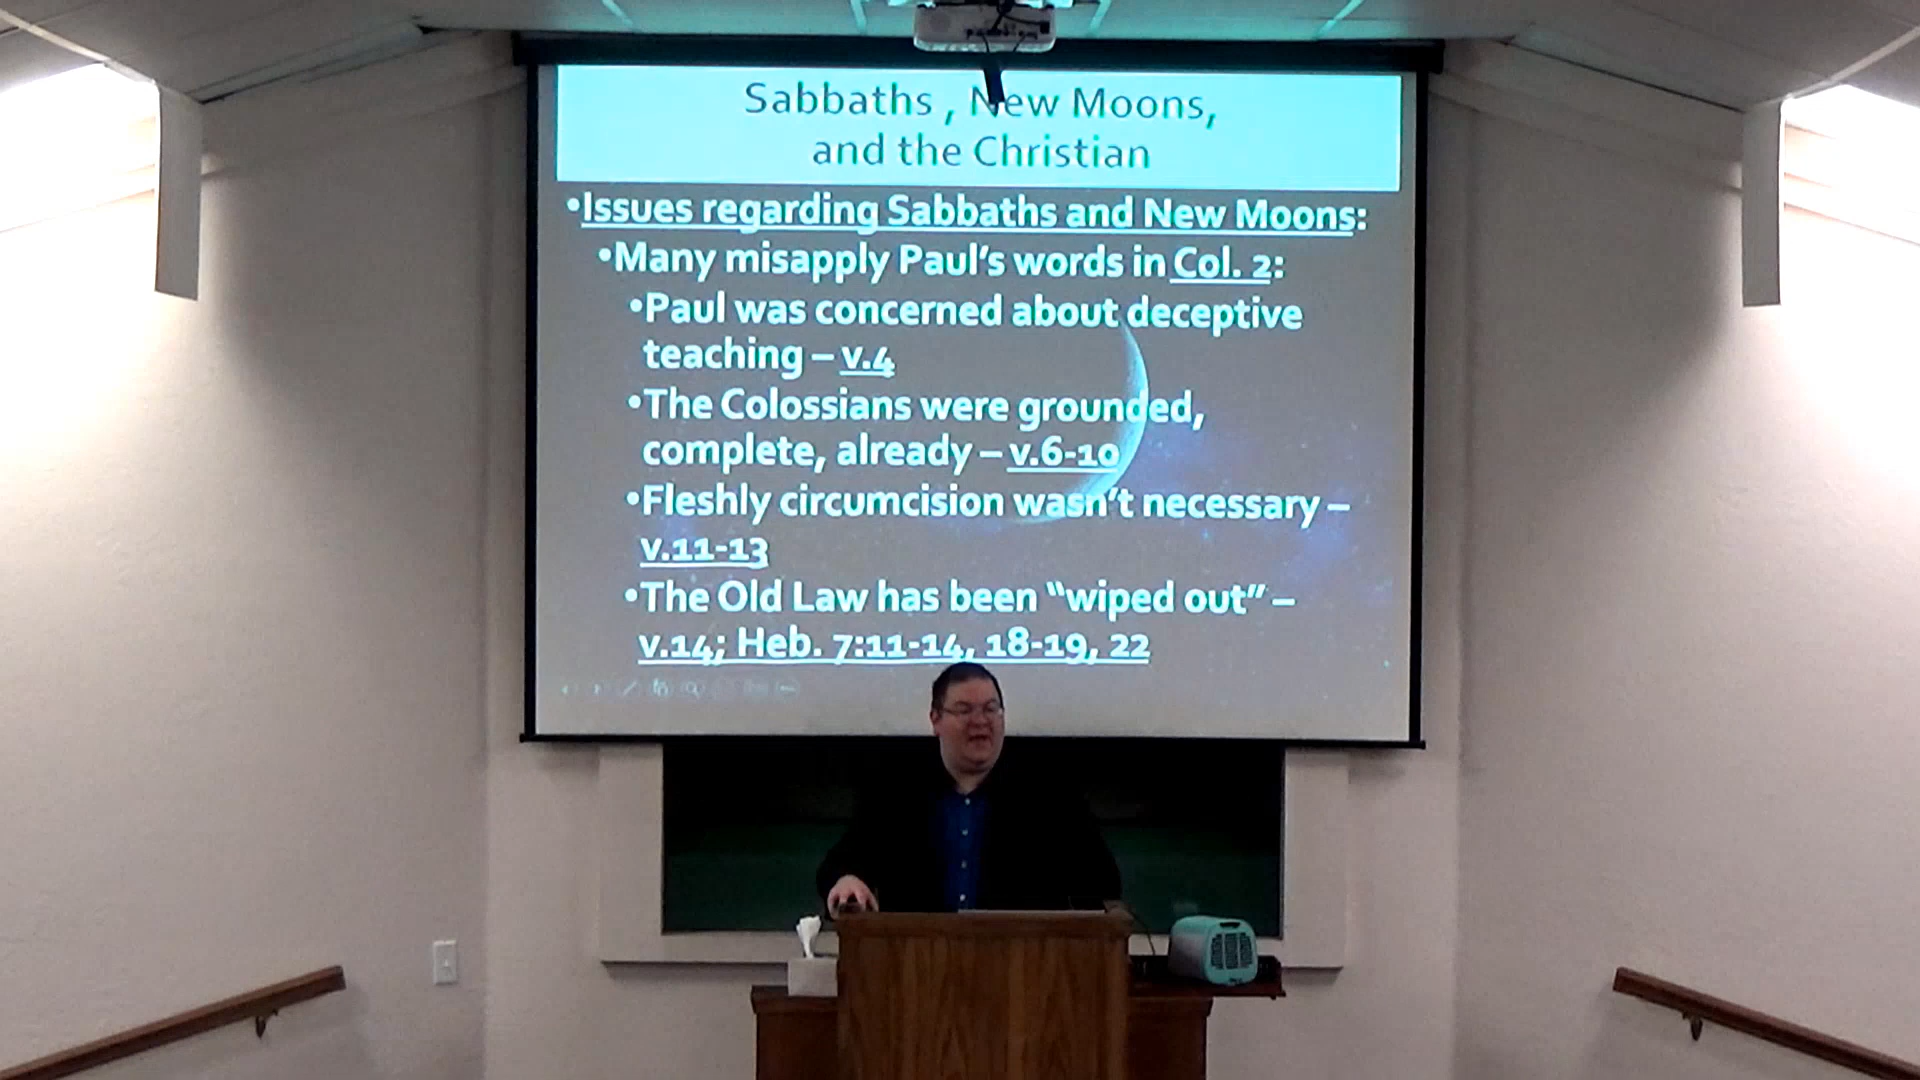 Sabbaths , New Moons,
and the Christian
•Issues regarding Sabbaths and New Moons:
•Many misapply Paul's words in Col. 2:
•Paul was concerned about deceptive
teaching – v.4
•The Colossians were grounded,
complete, already – v.6-10
•Fleshly circumcision wasn't necessary –
v.11-13
•The Old Law has been "wiped out" –
v.14; Heb. 7:11-14, 18-19, 22